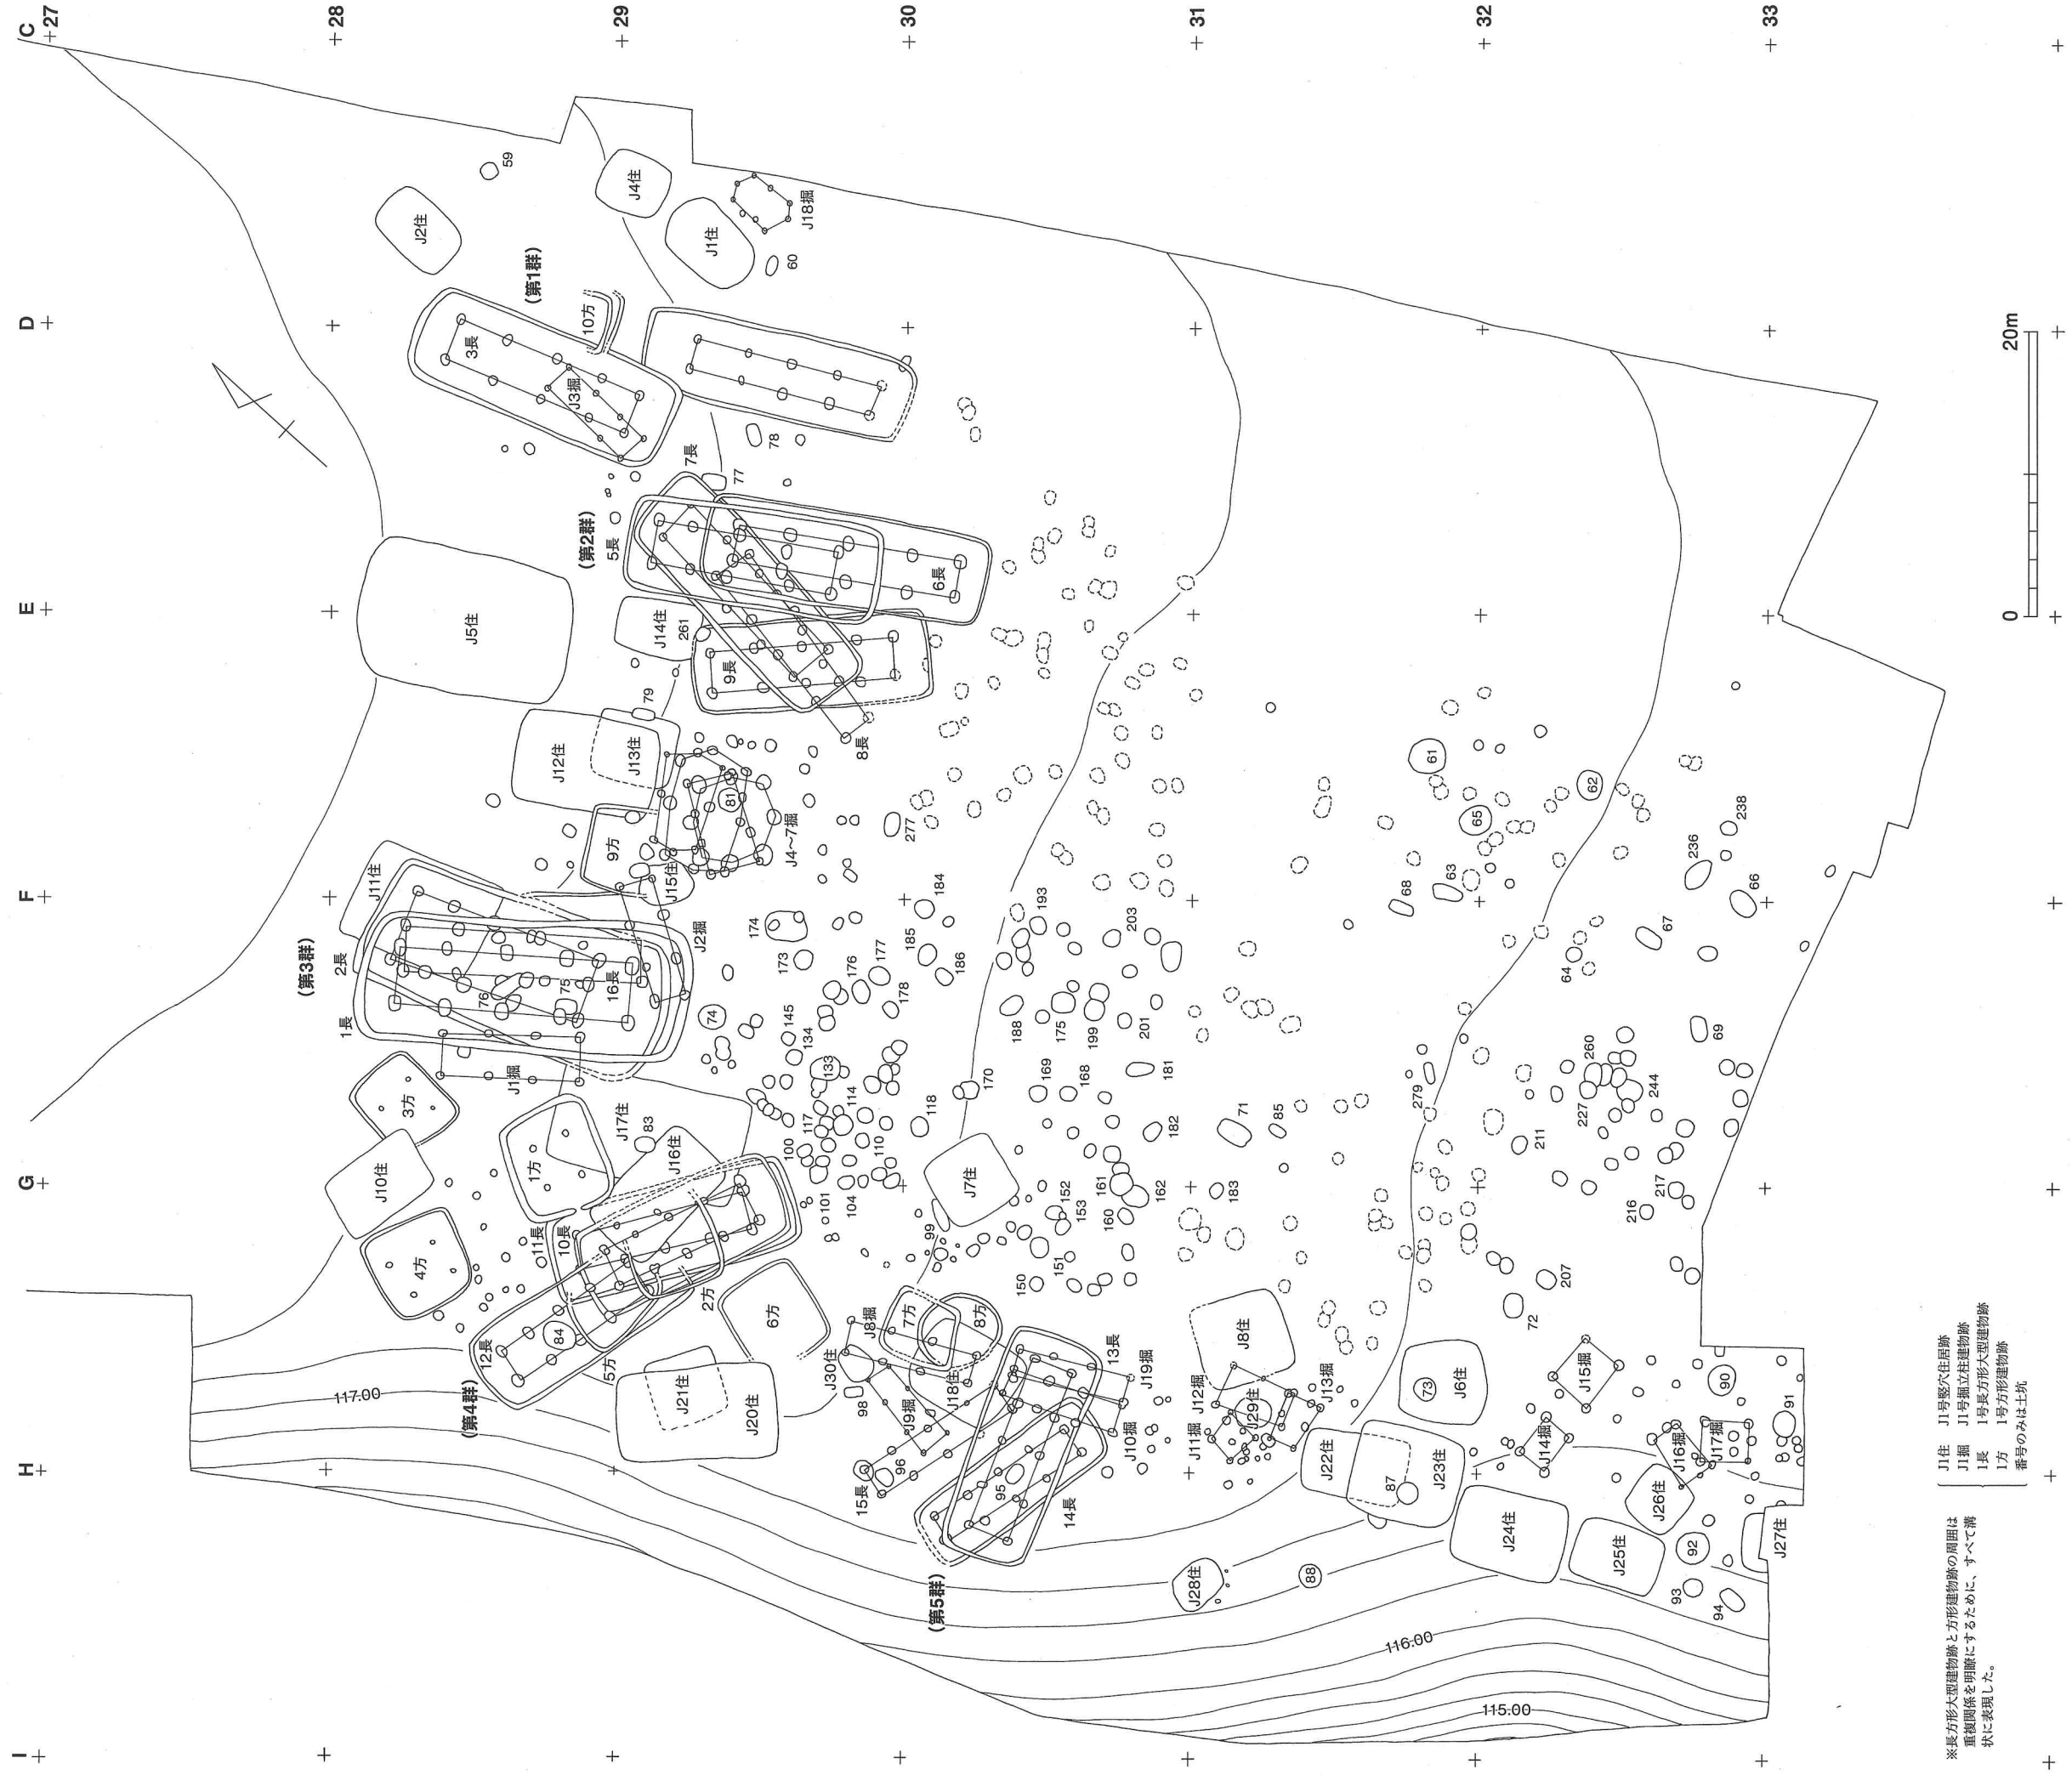 C
27
28
29
30
31
32
33
D
E
F
G
H
I
20m
0
59
J2住
J4住
J1住
J18掘
60
(第1群)
10方
3長
J3掘
78
77
7長
(第2群)
5長
6長
J5住
J14住
261
9長
8長
79
J12住
J13住
81
9方
J15住
J4~7掘
277
J11住
(第3群)
2長
1長
76
75
16長
J2掘
J1掘
74
174
173
184
185
186
177
176
178
145
134
133
114
117
100
110
118
101
104
193
203
188
175
199
201
169
168
181
170
182
71
85
183
152
153
161
162
160
151
150
99
J7住
3方
1方
J17住
83
J16住
J10住
4方
11長
10長
2方
6方
12長
84
5方
(第4群)
J21住
J20住
117.00
J30住
J8掘
7方
8方
98
J9掘
J18住
13長
J19掘
J10掘
15長
96
95
14長
(第5群)
J8住
J12掘
J29住
J13掘
J11掘
J22住
87
J23住
73
J6住
J28住
88
J24住
J25住
J26住
J27住
92
93
94
J14掘
J15掘
J16掘
J17掘
90
91
72
207
211
216
217
227
244
260
279
61
62
65
63
68
64
67
66
69
236
238
116.00
115.00
J1住 J1号竪穴住居跡
J1掘 J1号掘立柱建物跡
1長 1号長方形大型建物跡
1方 1号方形建物跡
番号のみは土坑
※長方形大型建物跡と方形建物跡の周囲は
重複関係を明瞭にするために、すべて溝
状に表現した。